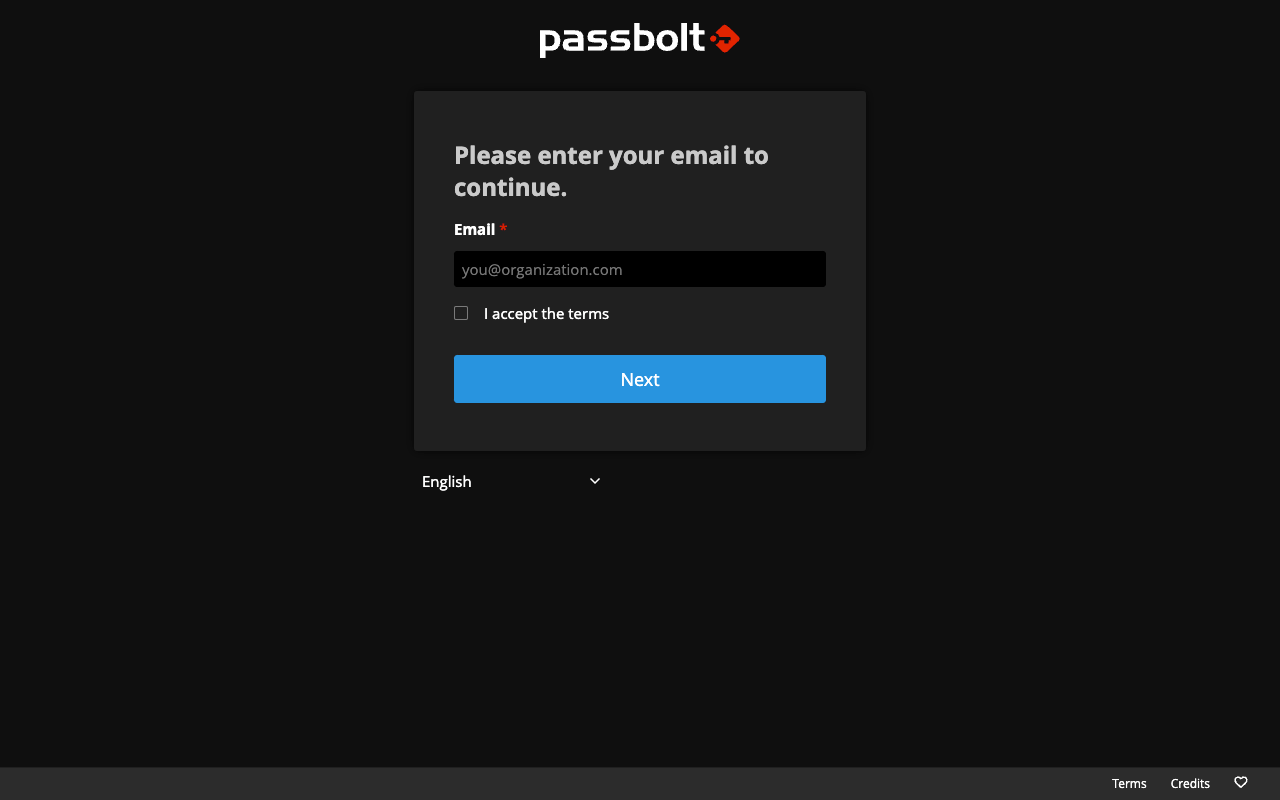 passbolt
Please enter your email to
continue.
Email *
you@organization.com
I accept the terms
Next
English
Terms
Credits